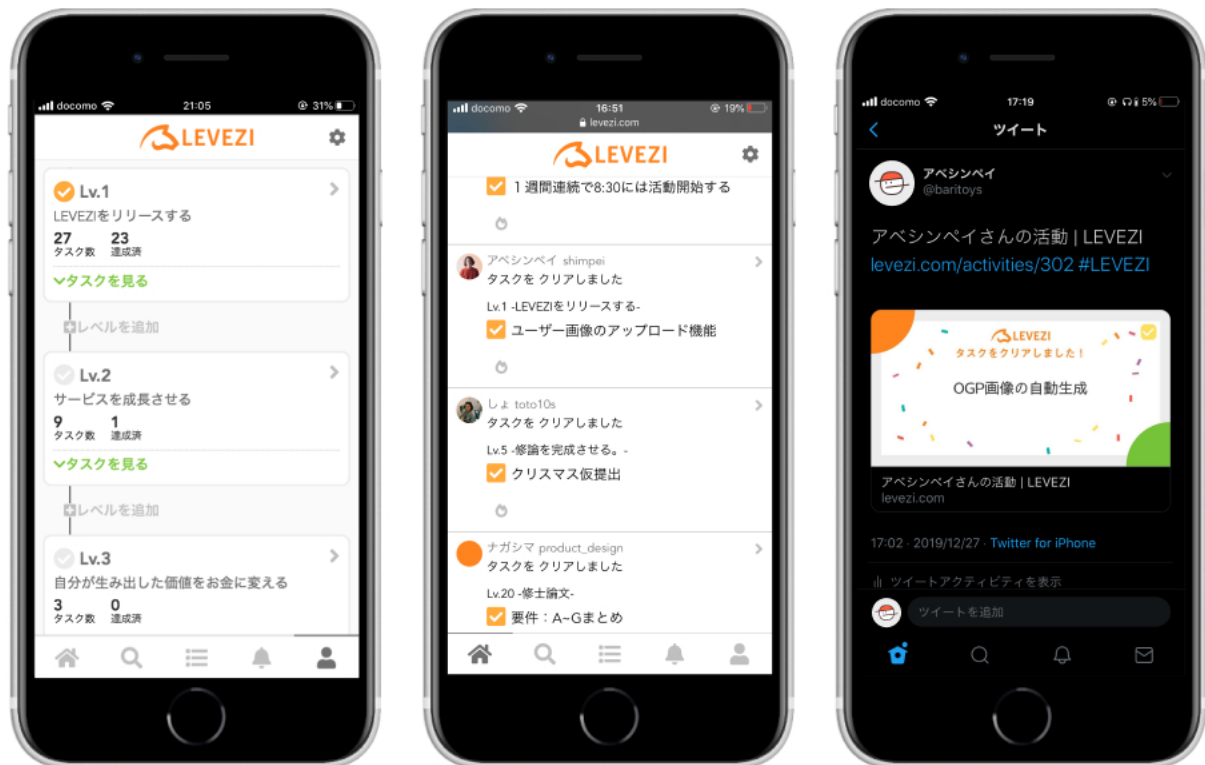 docomo
21:05
31%
LEVEZI
Lv.1
LEVEZIをリリースする
27 23
タスク数 達成済
タスクを見る
レベルを追加
Lv.2
サービスを成長させる
9 1
タスク数 達成済
タスクを見る
レベルを追加
Lv.3
自分が生み出した価値をお金に変える
3 0
タスク数 達成済
docomo
16:51
19%
levezi.com
LEVEZI
1週間連続で8:30には活動開始する
アベシンペイ shimpei
タスクを クリアしました
Lv.1 -LEVEZIをリリースする-
ユーザー画像のアップロード機能
しょ toto10s
タスクを クリアしました
Lv.5 -修論を完成させる。-
クリスマス仮提出
ナガシマ product_design
タスクを クリアしました
Lv.20 -修士論文-
要件：A~Gまとめ
docomo
17:19
5%
ツイート
アベシンペイ
@baritoys
アベシンペイさんの活動 | LEVEZI
levezi.com/activities/302 #LEVEZI
LEVEZI
タスクをクリアしました！
OGP画像の自動生成
アベシンペイさんの活動 | LEVEZI
levezi.com
17:02 · 2019/12/27 · Twitter for iPhone
ツイートアクティビティを表示
ツイートを追加